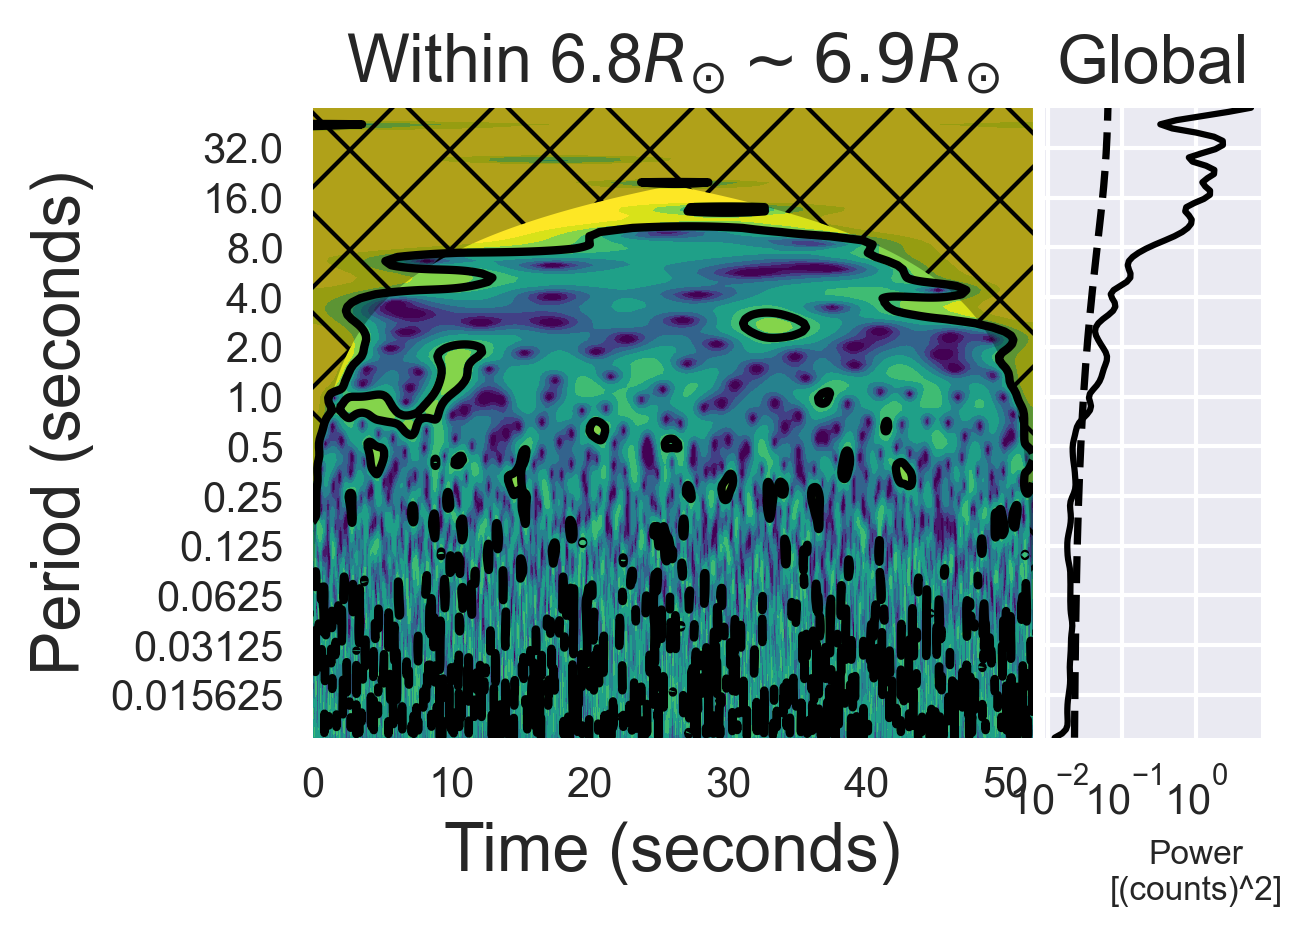 Within 6.8R⊙ ∼ 6.9R⊙
Global
Period (seconds)
32.0
16.0
8.0
4.0
2.0
1.0
0.5
0.25
0.125
0.0625
0.03125
0.015625
0 10 20 30 40 50
10⁻² 10⁻¹ 10⁰
Time (seconds)
Power
[(counts)^2]